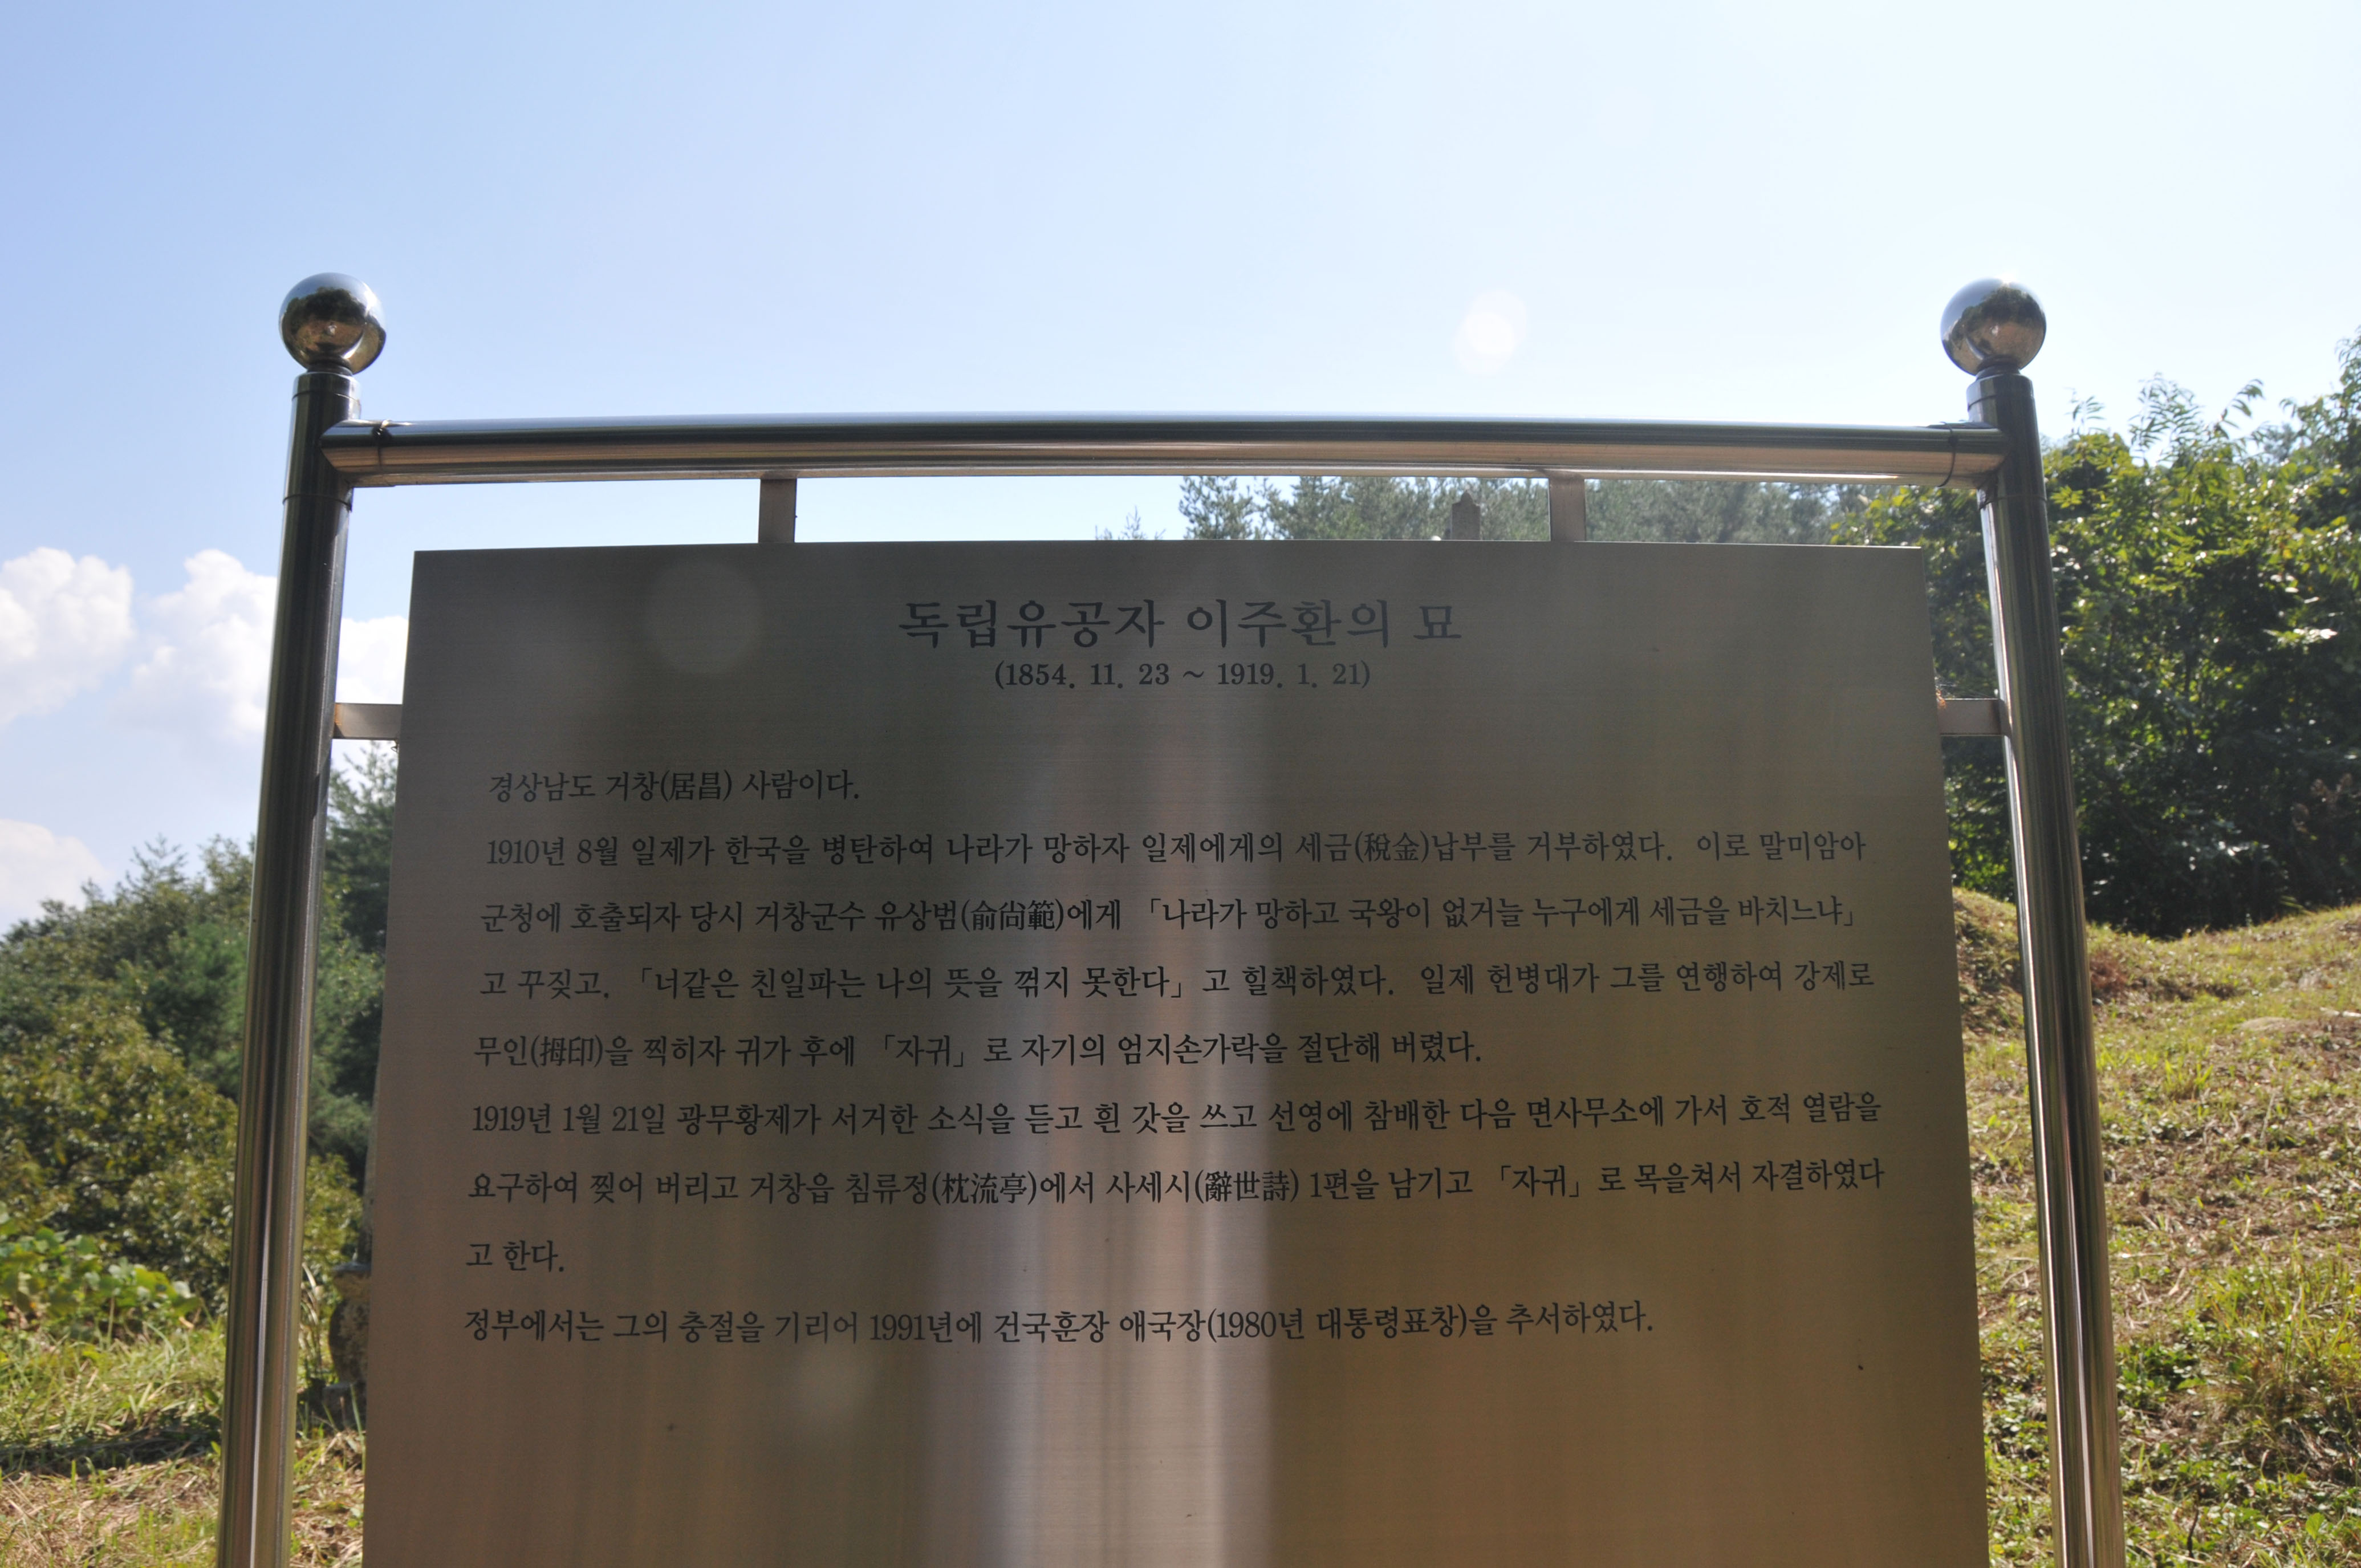 독립유공자 이주환의 묘
(1854. 11. 23 ~ 1919. 1. 21)
경상남도 거창(居昌) 사람이다.
1910년 8월 일제가 한국을 병탄하여 나라가 망하자 일제에게의 세금(稅金)납부를 거부하였다. 이로 말미암아
군청에 호출되자 당시 거창군수 유상범(兪尙範)에게 「나라가 망하고 국왕이 없거늘 누구에게 세금을 바치느냐」
고 꾸짖고, 「너같은 친일파는 나의 뜻을 꺾지 못한다」고 힐책하였다. 일제 헌병대가 그를 연행하여 강제로
무인(拇印)을 찍히자 귀가 후에 「자귀」로 자기의 엄지손가락을 절단해 버렸다.
1919년 1월 21일 광무황제가 서거한 소식을 듣고 흰 갓을 쓰고 선영에 참배한 다음 면사무소에 가서 호적 열람을
요구하여 찢어 버리고 거창읍 침류정(枕流亭)에서 사세시(辭世詩) 1편을 남기고 「자귀」로 목을쳐서 자결하였다
고 한다.
정부에서는 그의 충절을 기리어 1991년에 건국훈장 애국장(1980년 대통령표창)을 추서하였다.